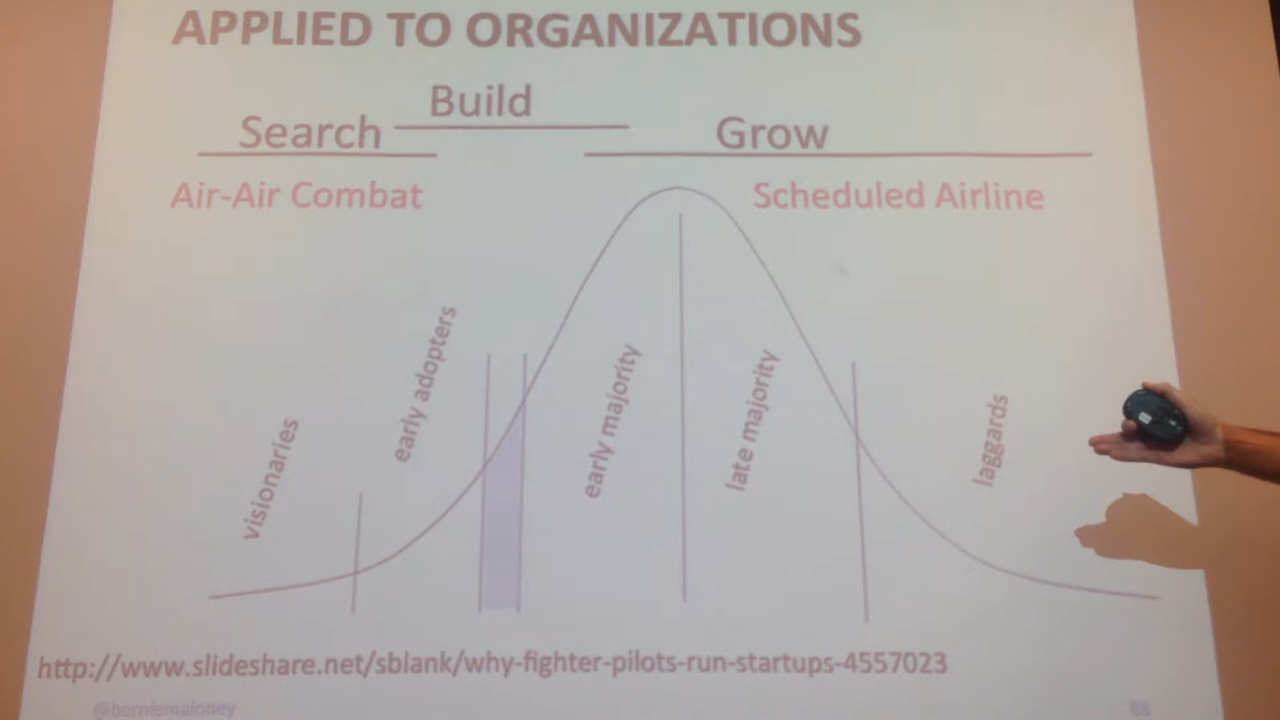 APPLIED TO ORGANIZATIONS
Build
Search
Grow
Air-Air Combat
Scheduled Airline
visionaries
early adopters
early majority
late majority
laggards
http://www.slideshare.net/sblank/why-fighter-pilots-run-startups-4557023
@berniemaloney